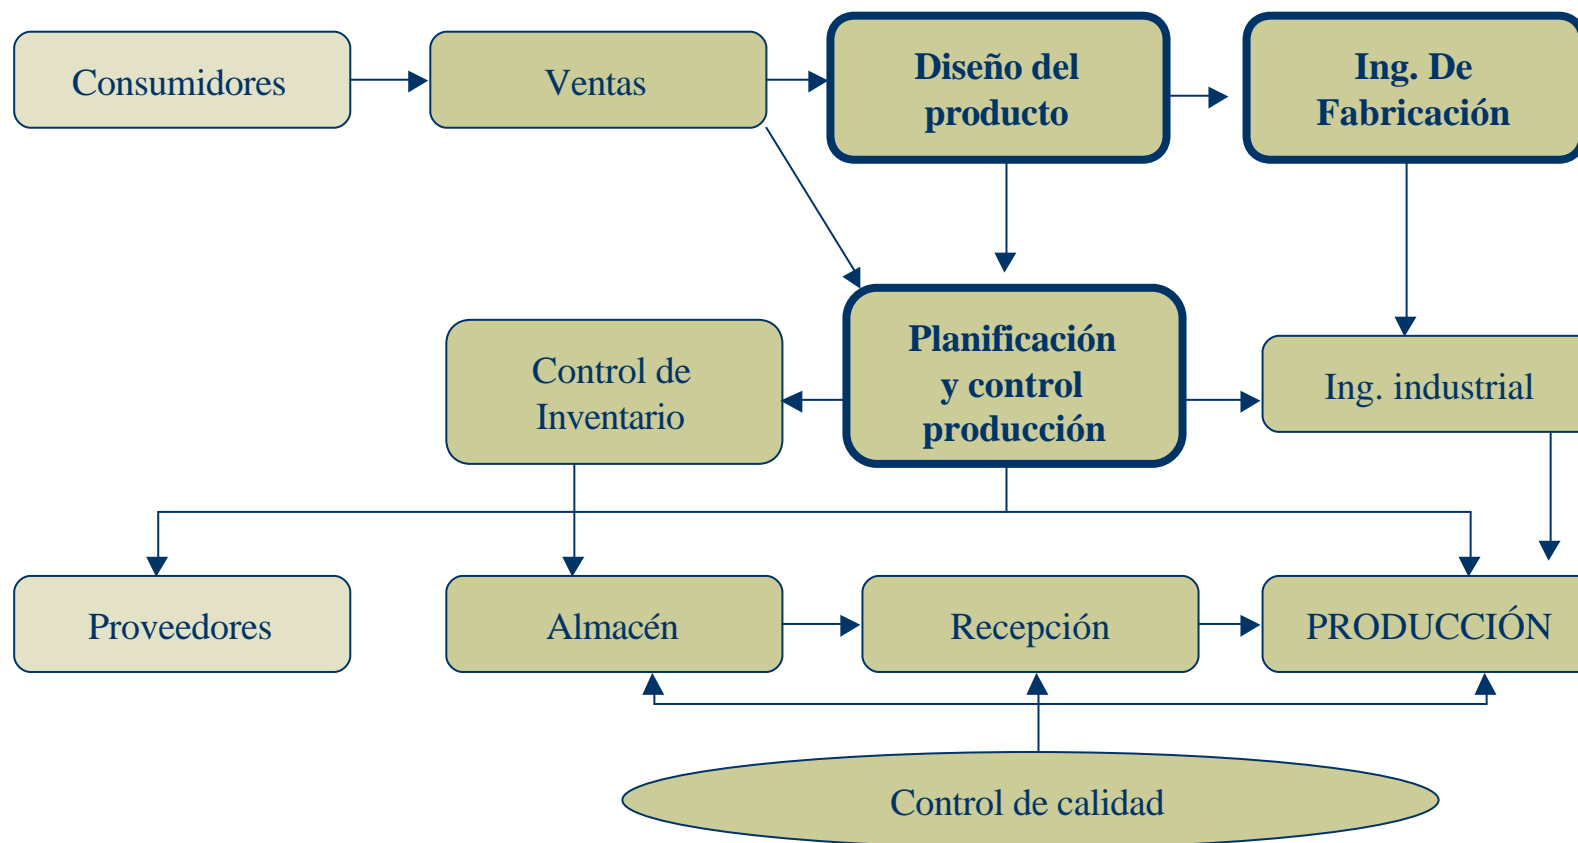 Consumidores
Ventas
Diseño del
producto
Ing. De
Fabricación
Control de
Inventario
Planificación
y control
producción
Ing. industrial
Proveedores
Almacén
Recepción
PRODUCCIÓN
Control de calidad